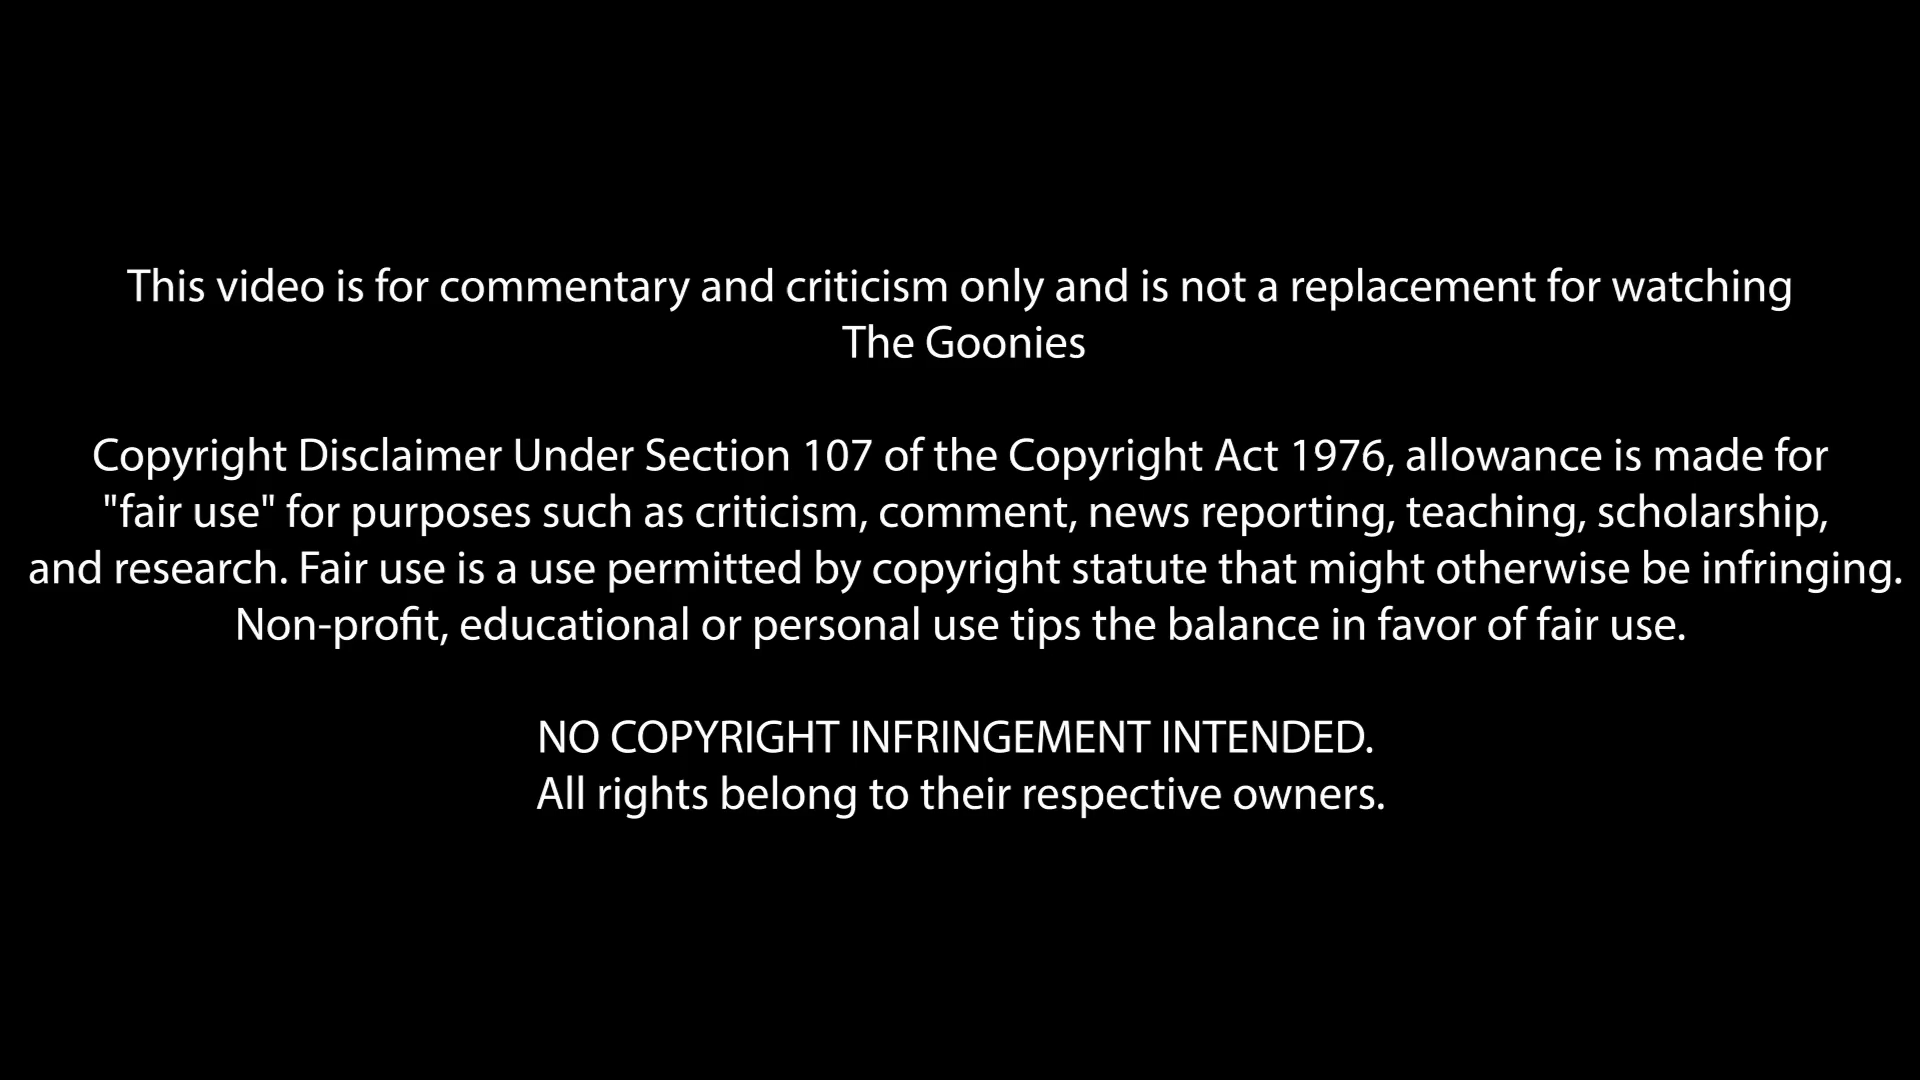 This video is for commentary and criticism only and is not a replacement for watching
The Goonies
Copyright Disclaimer Under Section 107 of the Copyright Act 1976, allowance is made for
"fair use" for purposes such as criticism, comment, news reporting, teaching, scholarship,
and research. Fair use is a use permitted by copyright statute that might otherwise be infringing.
Non-profit, educational or personal use tips the balance in favor of fair use.
NO COPYRIGHT INFRINGEMENT INTENDED.
All rights belong to their respective owners.